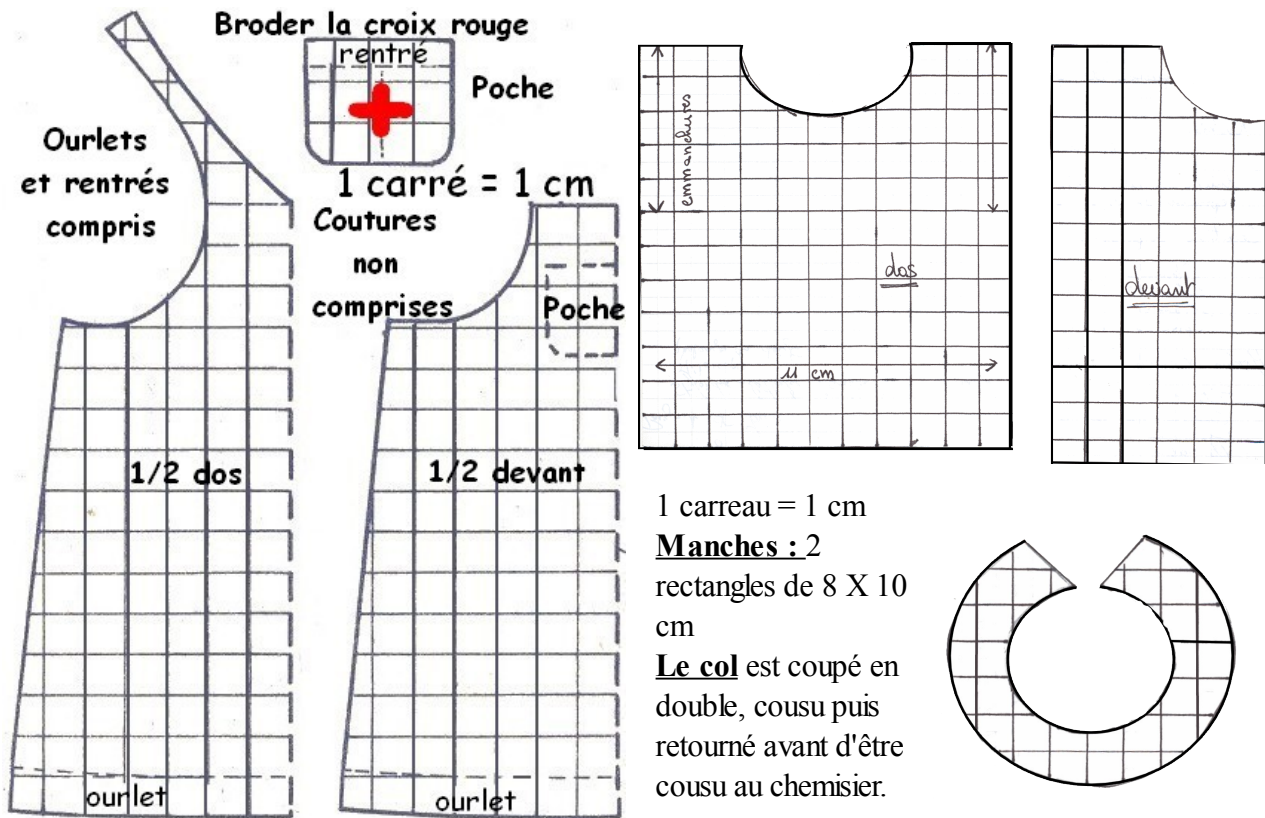 Broder la croix rouge
rentré
Poche
Ourlets
et rentrés
compris
1 carré = 1 cm
Coutures
non
comprises
Poche
1/2 dos
1/2 devant
ourlet
ourlet
emmanchures
dos
11 cm
devant
1 carreau = 1 cm
Manches : 2
rectangles de 8 X 10
cm
Le col est coupé en
double, cousu puis
retourné avant d'être
cousu au chemisier.